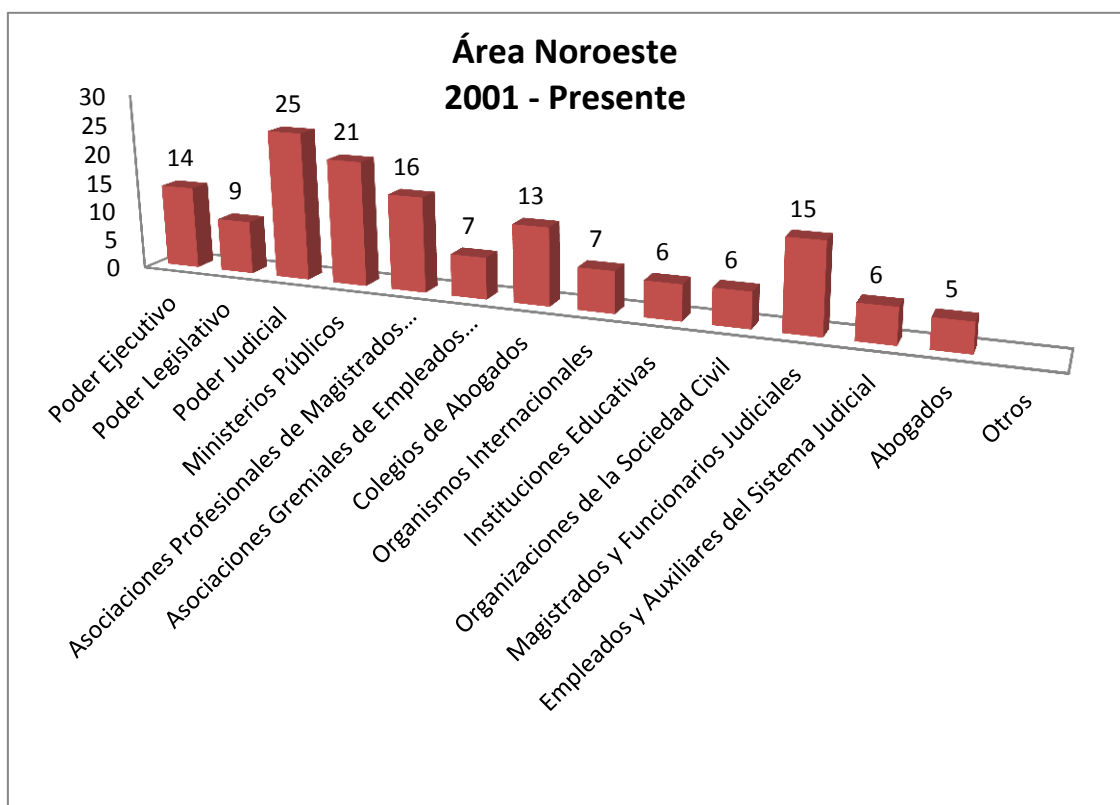 Área Noroeste
2001 - Presente
30
25
20
15
10
5
0
14
9
25
21
16
7
13
7
6
6
15
6
5
Poder Ejecutivo
Poder Legislativo
Poder Judicial
Ministerios Públicos
Asociaciones Profesionales de Magistrados...
Asociaciones Gremiales de Empleados...
Colegios de Abogados
Organismos Internacionales
Instituciones Educativas
Organizaciones de la Sociedad Civil
Magistrados y Funcionarios Judiciales
Empleados y Auxiliares del Sistema Judicial
Abogados
Otros